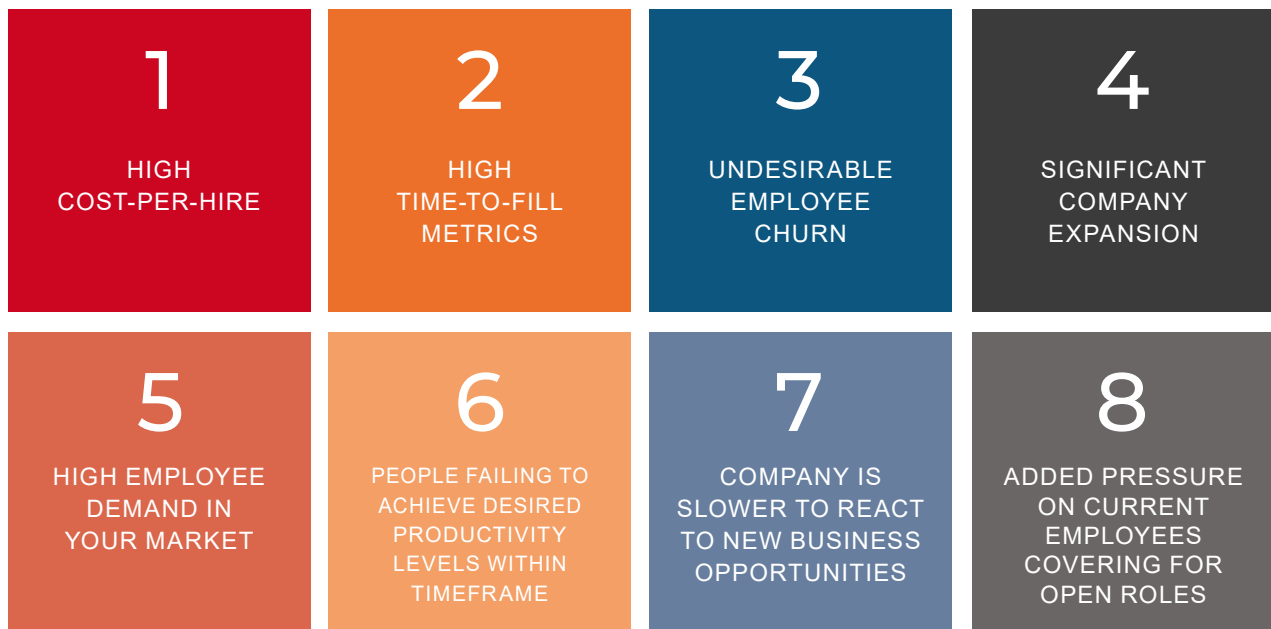 1
HIGH
COST-PER-HIRE
2
HIGH
TIME-TO-FILL
METRICS
3
UNDESIRABLE
EMPLOYEE
CHURN
4
SIGNIFICANT
COMPANY
EXPANSION
5
HIGH EMPLOYEE
DEMAND IN
YOUR MARKET
6
PEOPLE FAILING TO
ACHIEVE DESIRED
PRODUCTIVITY
LEVELS WITHIN
TIMEFRAME
7
COMPANY IS
SLOWER TO REACT
TO NEW BUSINESS
OPPORTUNITIES
8
ADDED PRESSURE
ON CURRENT
EMPLOYEES
COVERING FOR
OPEN ROLES